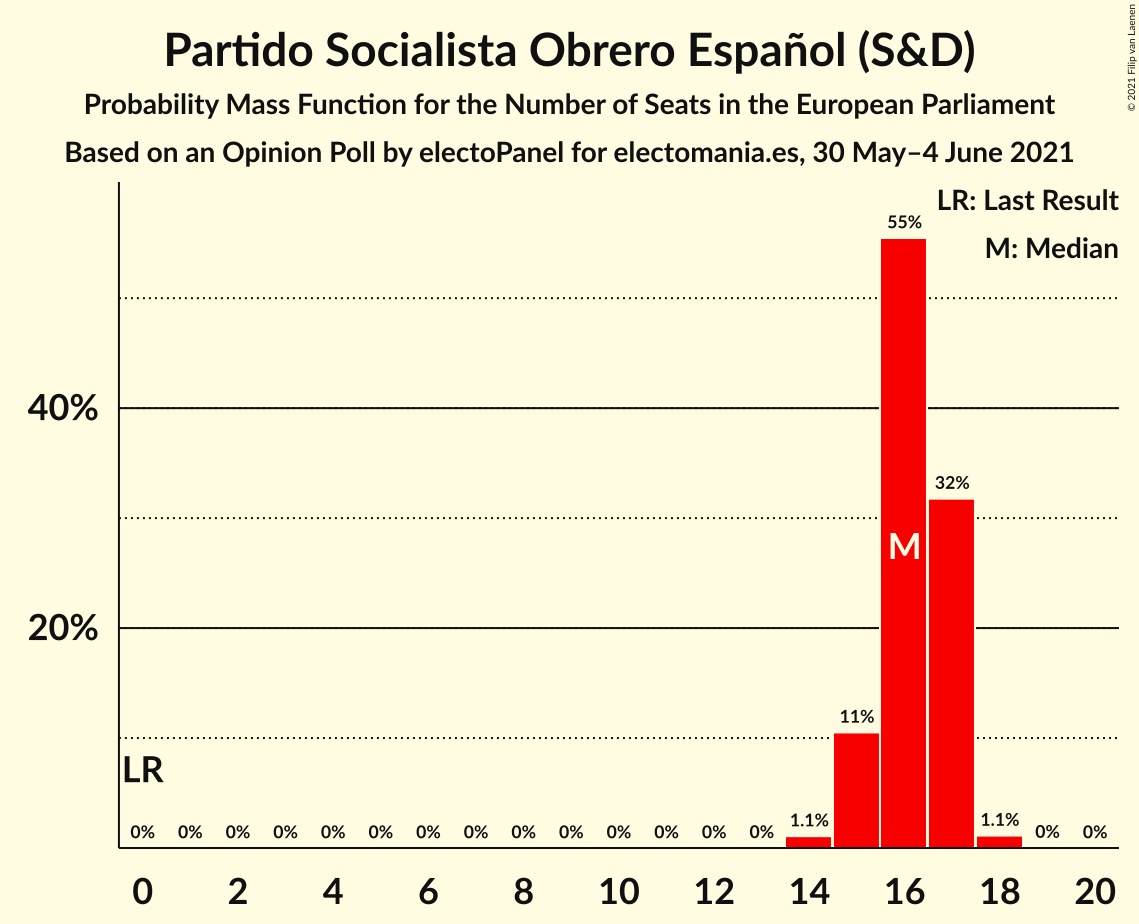 Partido Socialista Obrero Español (S&D)
Probability Mass Function for the Number of Seats in the European Parliament
Based on an Opinion Poll by electoPanel for electomania.es, 30 May–4 June 2021
© 2021 Filip van Laenen
LR: Last Result
M: Median
55%
40%
32%
M
20%
11%
LR
0% 0% 0% 0% 0% 0% 0% 0% 0% 0% 0% 0% 0% 0% 1.1% 1.1% 0% 0%
0 2 4 6 8 10 12 14 16 18 20